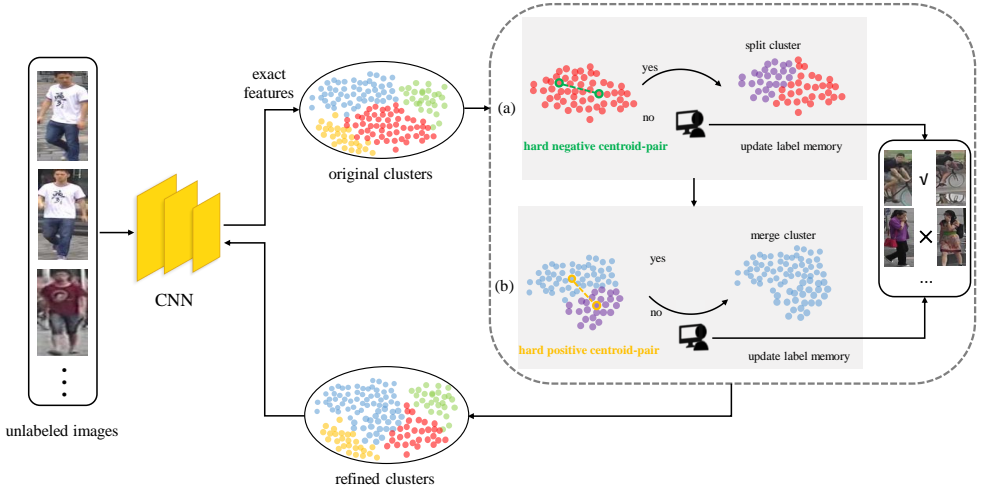 exact
features
original clusters
(a)
yes
no
split cluster
hard negative centroid-pair
update label memory
√
×
...
(b)
yes
no
merge cluster
hard positive centroid-pair
update label memory
CNN
unlabeled images
refined clusters